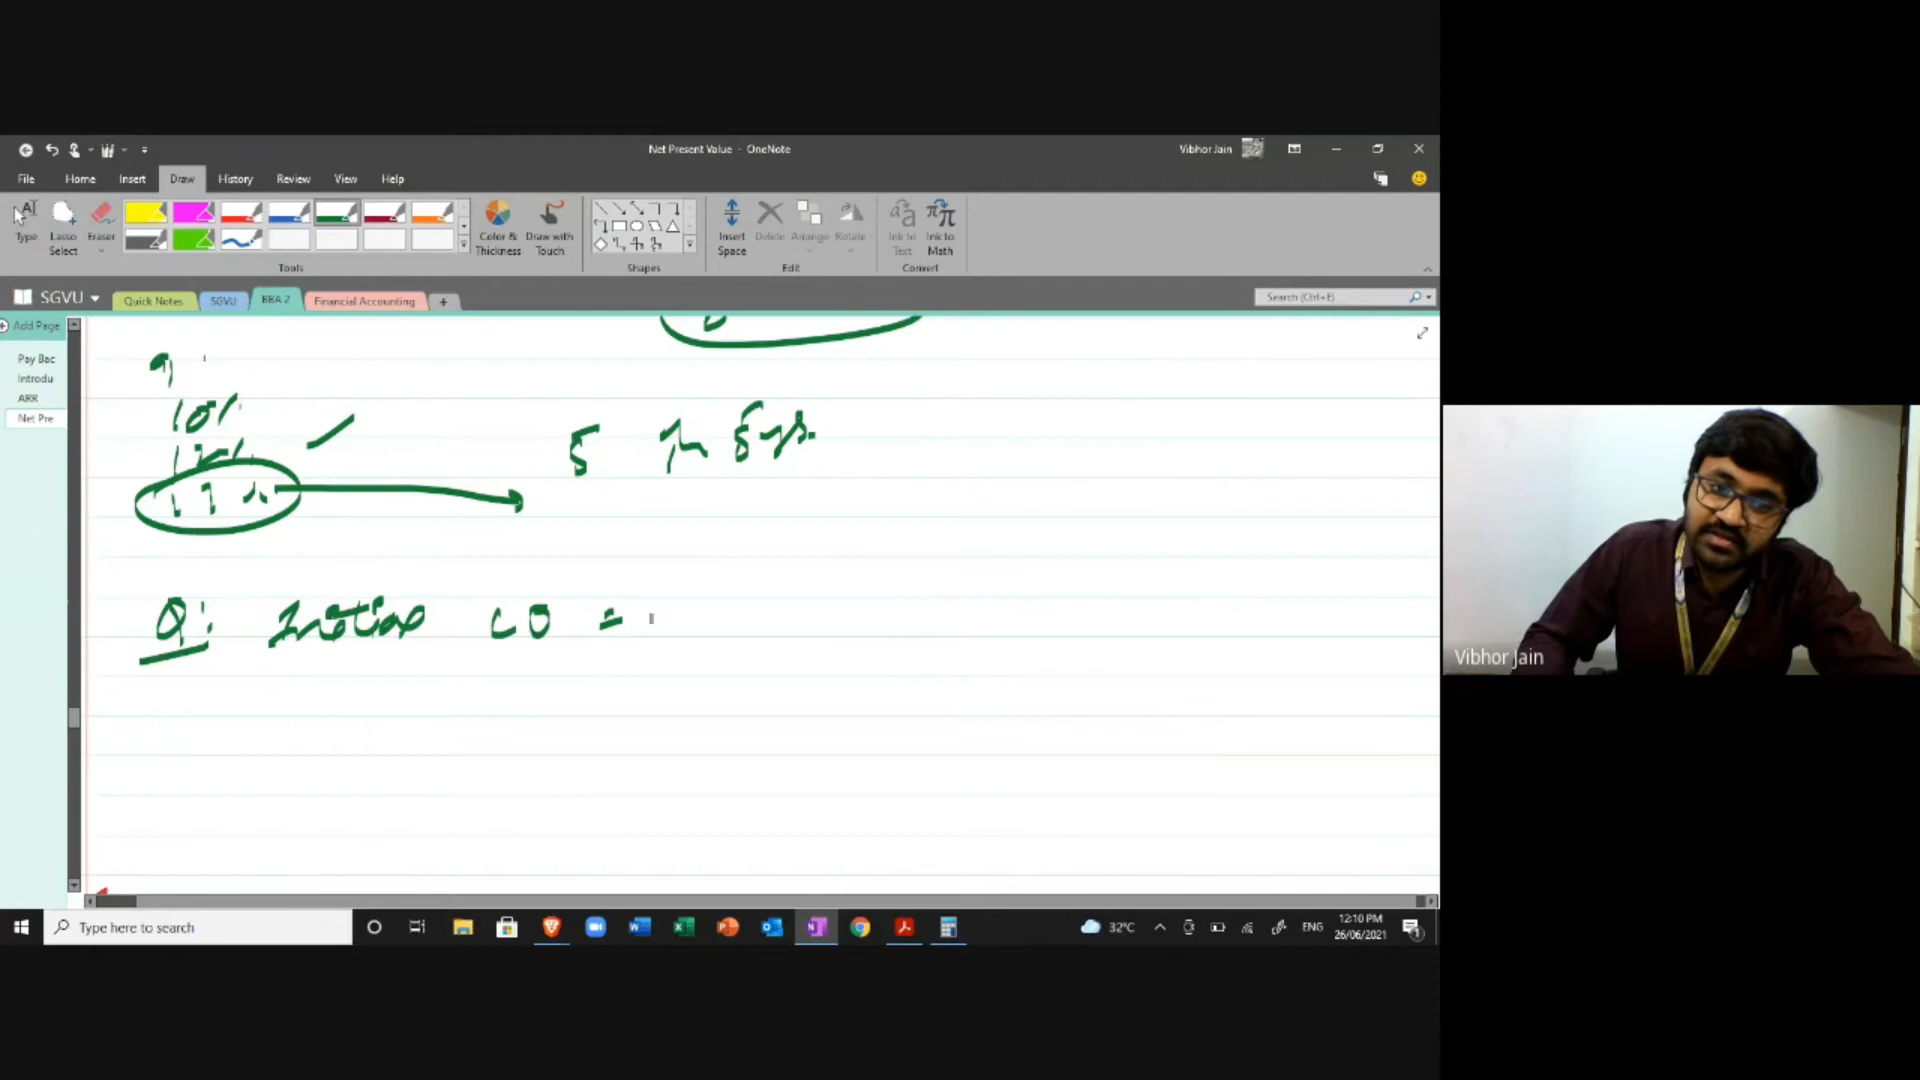 Net Present Value - OneNote
Vibhor Jain
File Home Insert Draw History Review View Help
Type
Lasso Select
Eraser
Color & Thickness
Draw with Touch
Insert Space
Delete
Arrange
Rotate
Ink to Text
Ink to Math
Tools
Shapes
Edit
Convert
SGVU
Quick Notes
SGVU
BBA 2
Financial Accounting
+
Search (Ctrl+E)
Add Page
Pay Bac
Introdu
ARR
Net Pre
9
10%
12%
5 5 yrs.
Q: Initial CO =
Vibhor Jain
Type here to search
32°C
ENG
12:10 PM
26/06/2021